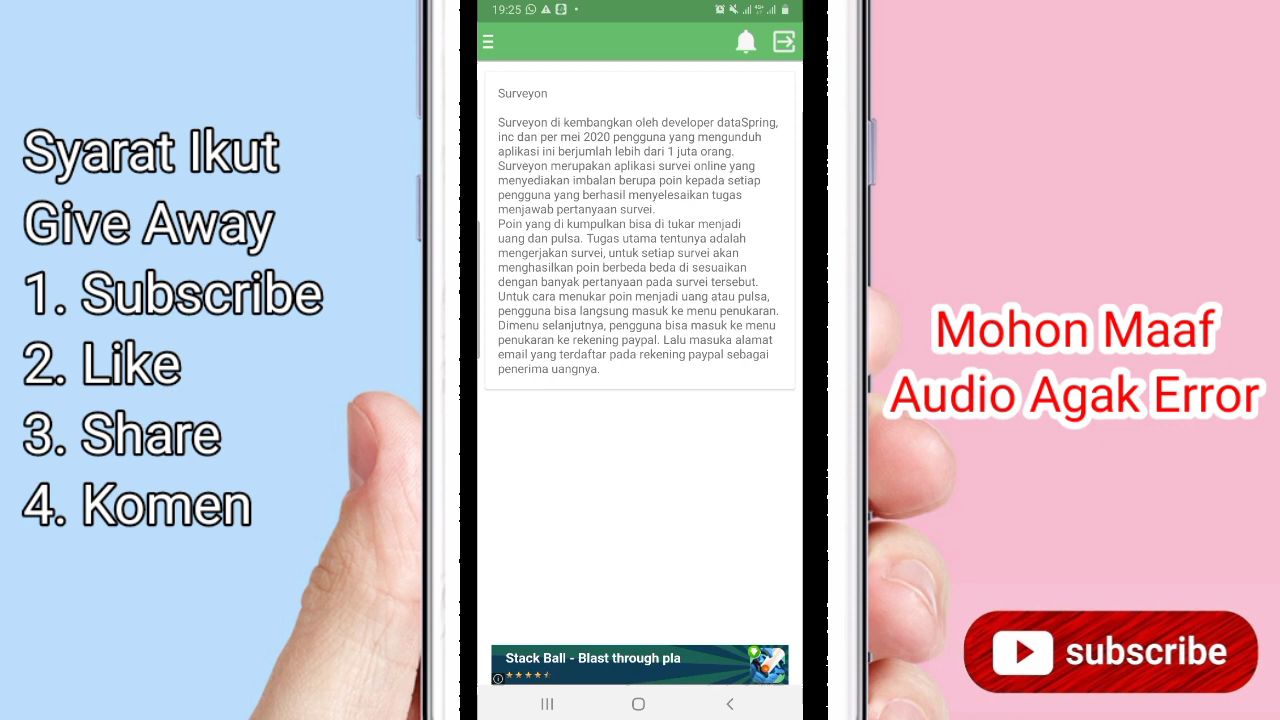 Syarat Ikut
Give Away
1. Subscribe
2. Like
3. Share
4. Komen
19:25
Surveyon
Surveyon di kembangkan oleh developer dataSpring,
inc dan per mei 2020 pengguna yang mengunduh
aplikasi ini berjumlah lebih dari 1 juta orang.
Surveyon merupakan aplikasi survei online yang
menyediakan imbalan berupa poin kepada setiap
pengguna yang berhasil menyelesaikan tugas
menjawab pertanyaan survei.
Poin yang di kumpulkan bisa di tukar menjadi
uang dan pulsa. Tugas utama tentunya adalah
mengerjakan survei, untuk setiap survei akan
menghasilkan poin berbeda beda di sesuaikan
dengan banyak pertanyaan pada survei tersebut.
Untuk cara menukar poin menjadi uang atau pulsa,
pengguna bisa langsung masuk ke menu penukaran.
Dimenu selanjutnya, pengguna bisa masuk ke menu
penukaran ke rekening paypal. Lalu masuka alamat
email yang terdaftar pada rekening paypal sebagai
penerima uangnya.
Stack Ball - Blast through pla
Mohon Maaf
Audio Agak Error
subscribe